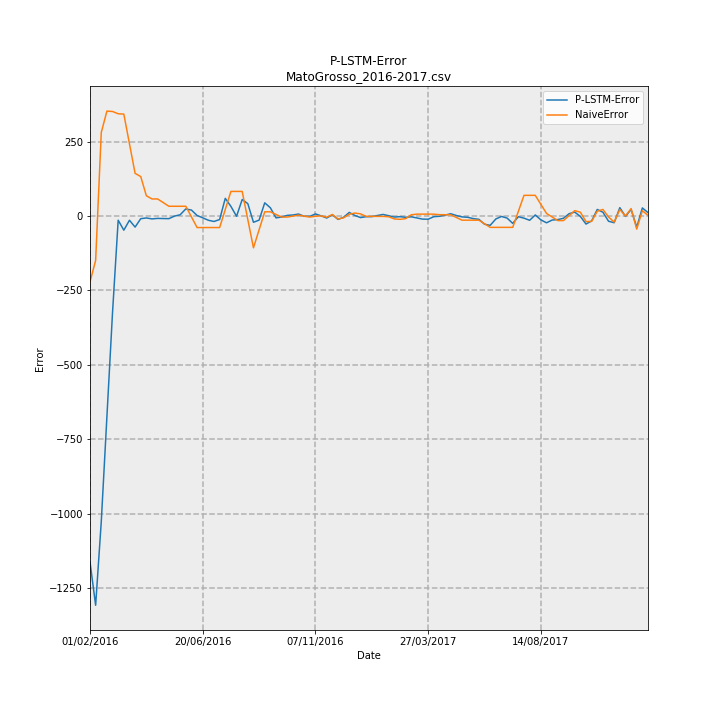 P-LSTM-Error
MatoGrosso_2016-2017.csv
P-LSTM-Error
NaiveError
250
0
−250
−500
−750
−1000
−1250
Error
01/02/2016 20/06/2016 07/11/2016 27/03/2017 14/08/2017
Date